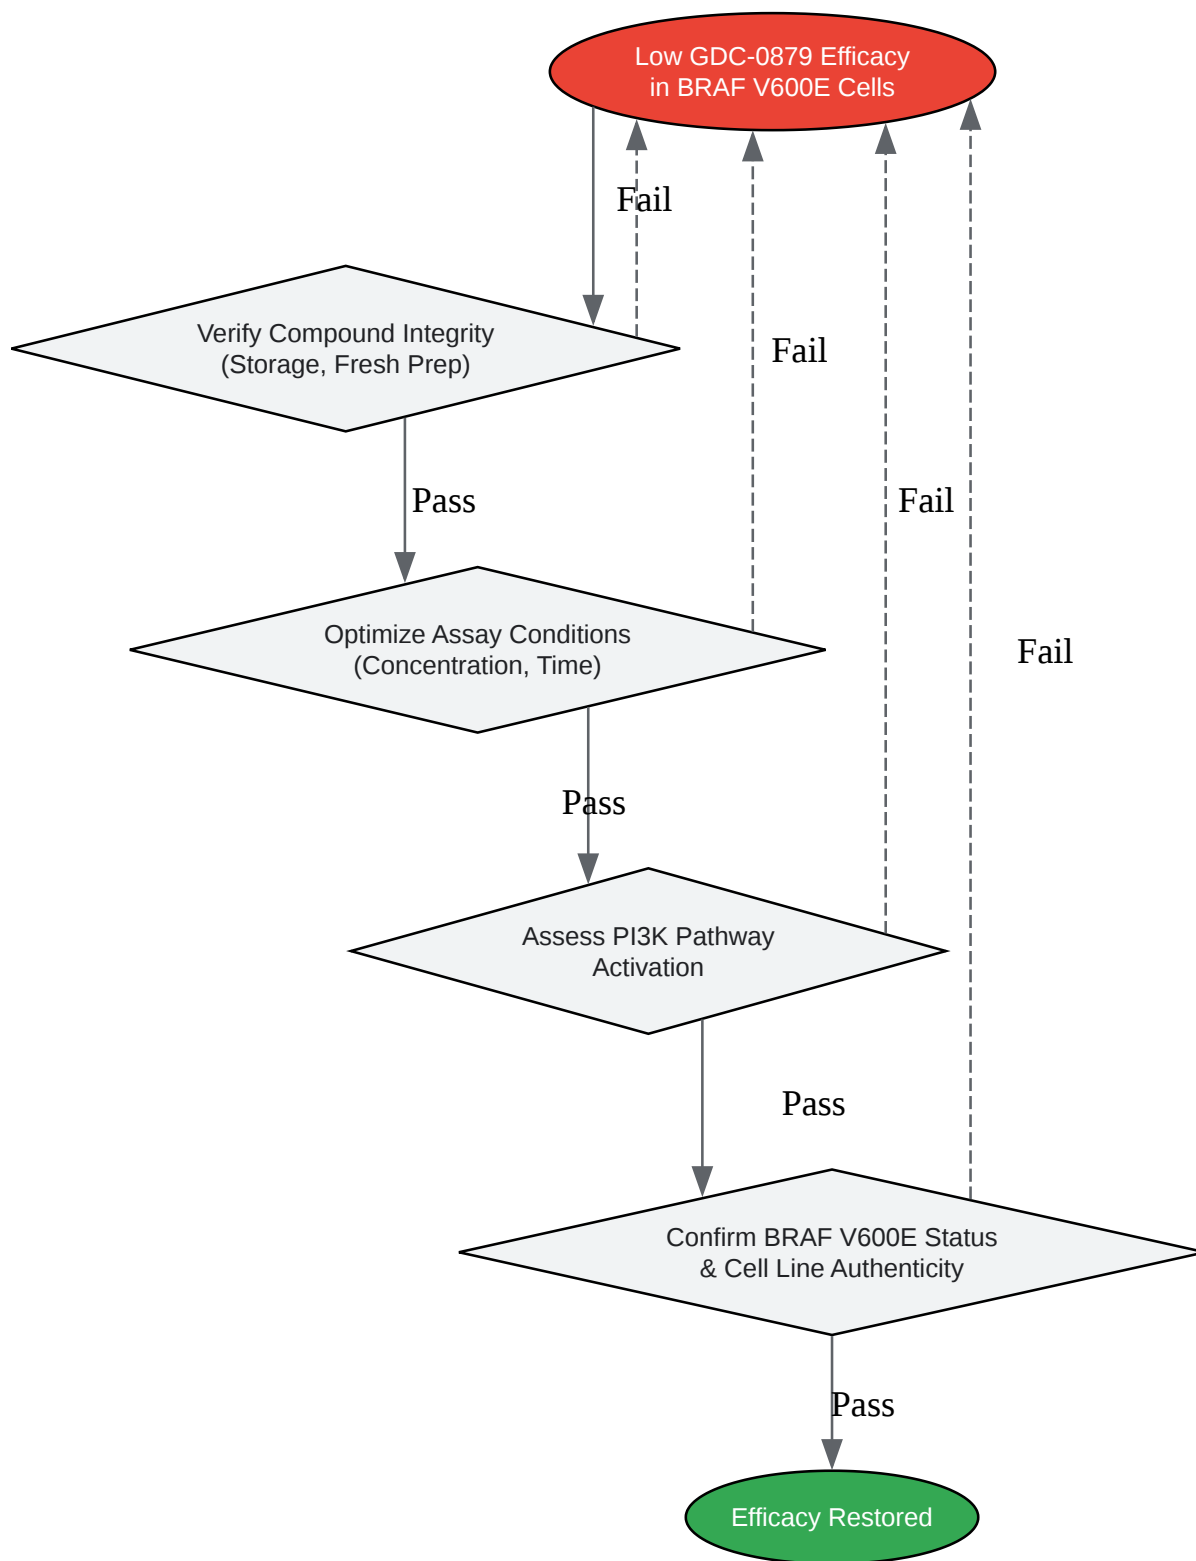 Low GDC-0879 Efficacy
in BRAF V600E Cells
Fail
Verify Compound Integrity
(Storage, Fresh Prep)
Fail
Pass
Fail
Optimize Assay Conditions
(Concentration, Time)
Fail
Pass
Assess PI3K Pathway
Activation
Pass
Confirm BRAF V600E Status
& Cell Line Authenticity
Pass
Efficacy Restored